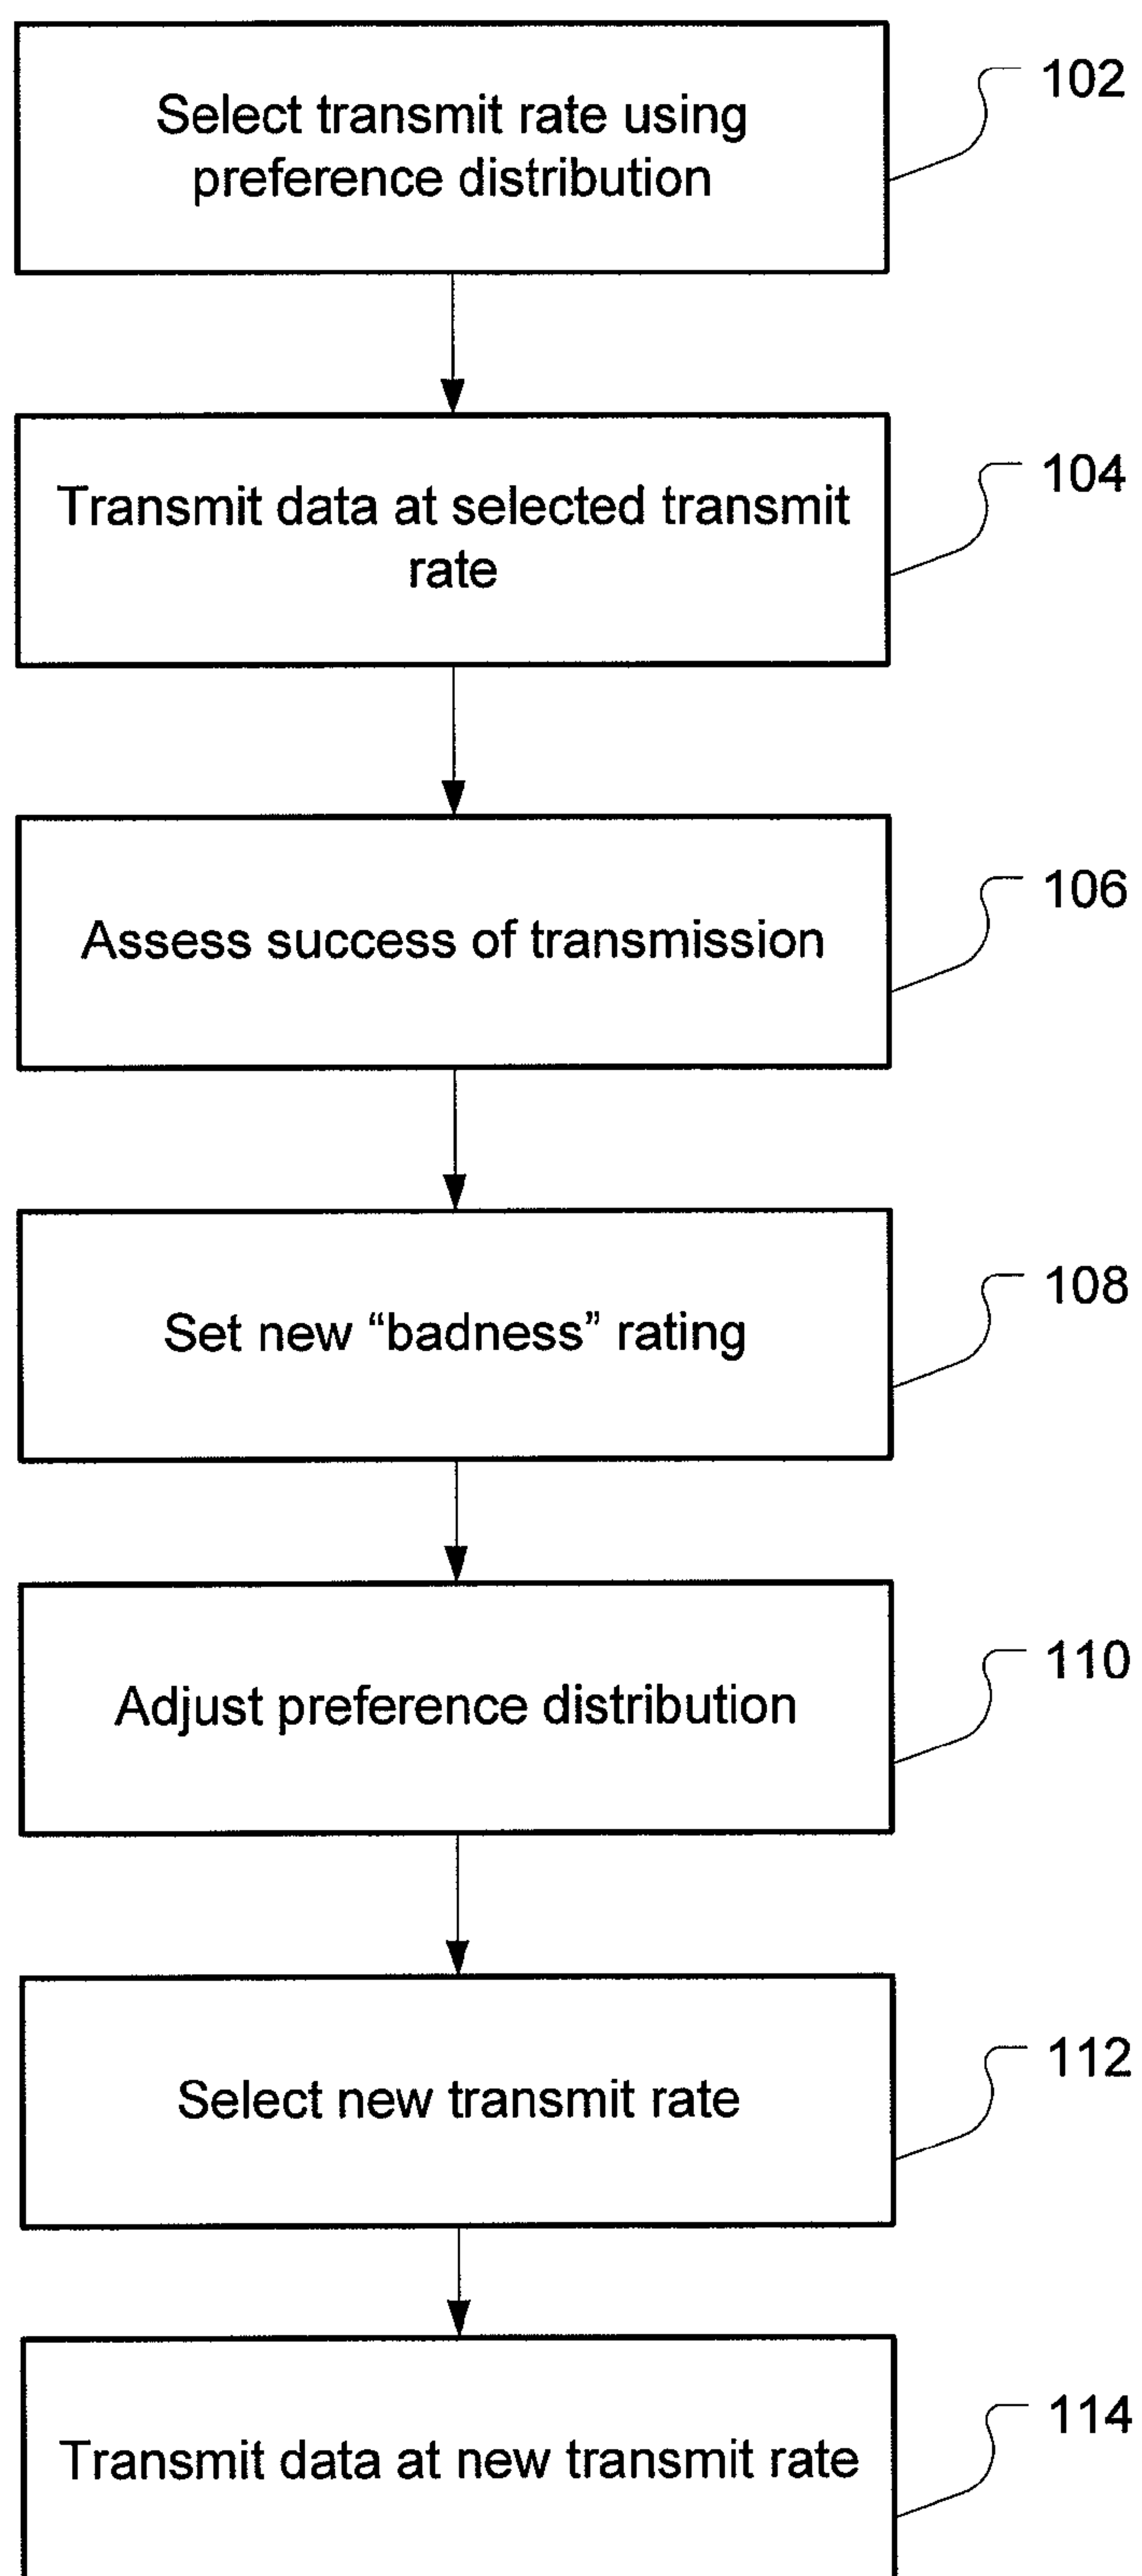 Select transmit rate using
preference distribution
102
Transmit data at selected transmit
rate
104
Assess success of transmission
106
Set new “badness” rating
108
Adjust preference distribution
110
Select new transmit rate
112
Transmit data at new transmit rate
114